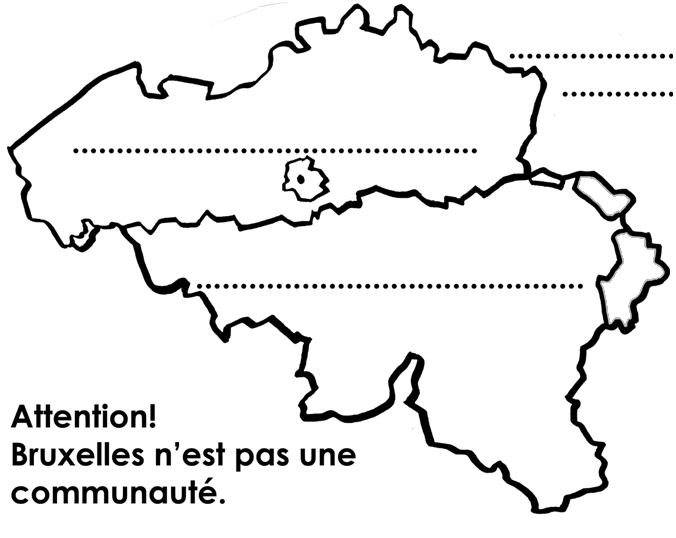 Attention!
Bruxelles n'est pas une
communauté.